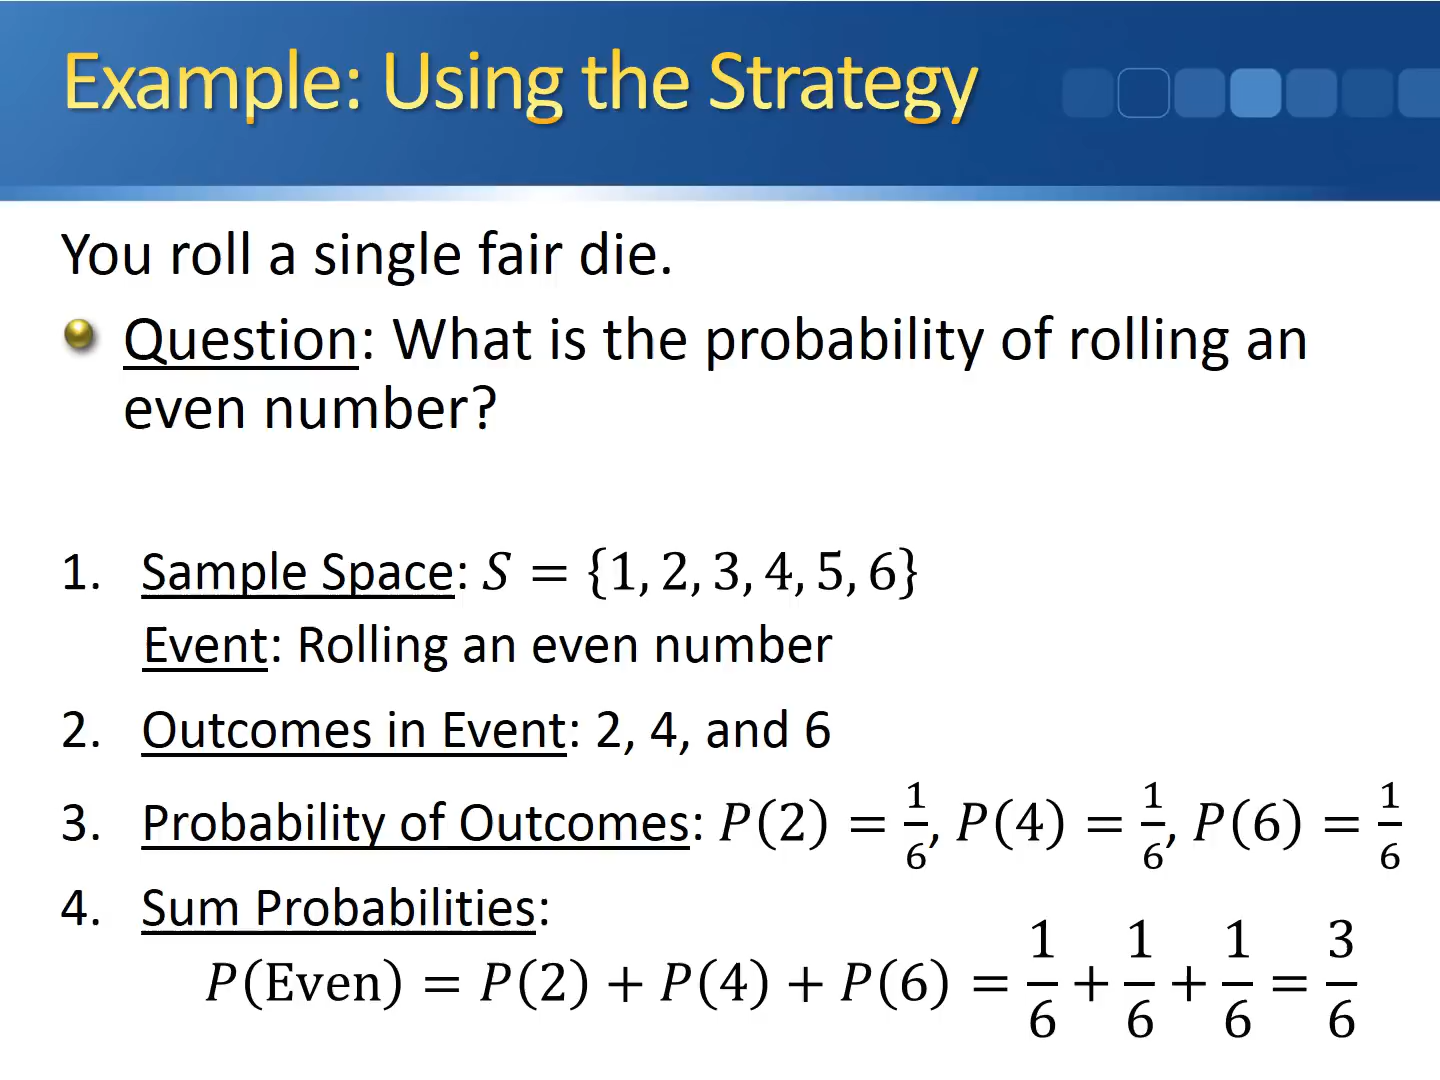 Example: Using the Strategy
You roll a single fair die.
Question: What is the probability of rolling an
even number?
1. Sample Space: S = {1, 2, 3, 4, 5, 6}
Event: Rolling an even number
2. Outcomes in Event: 2, 4, and 6
3. Probability of Outcomes: P(2) = 1/6, P(4) = 1/6, P(6) = 1/6
4. Sum Probabilities:
P(Even) = P(2) + P(4) + P(6) = 1/6 + 1/6 + 1/6 = 3/6